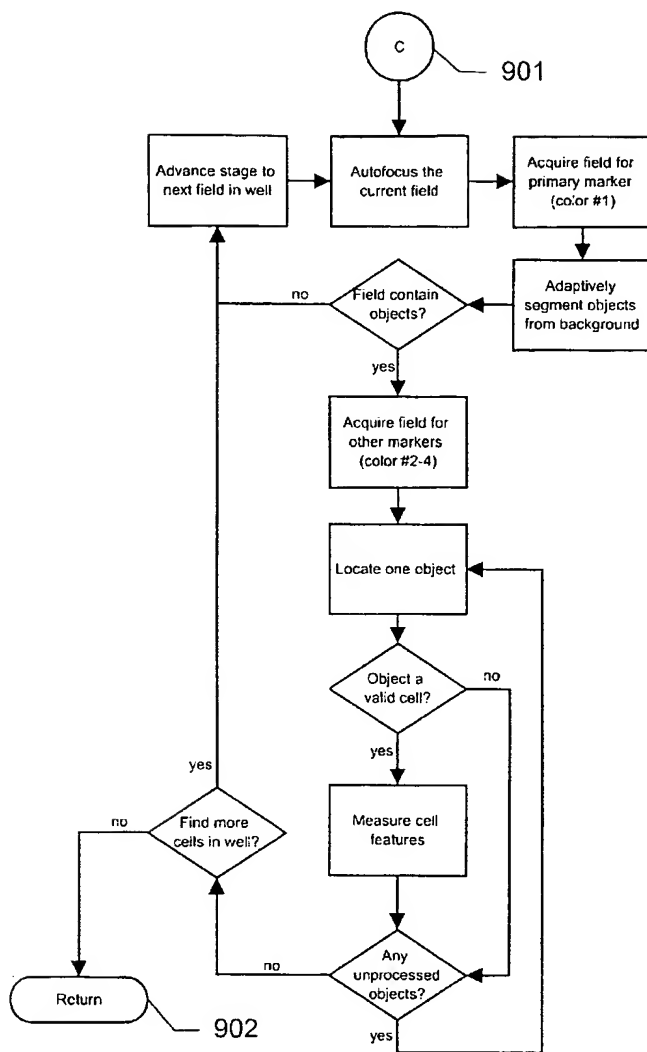 C
901
Advance stage to
next field in well
Autofocus the
current field
Acquire field for
primary marker
(color #1)
Adaptively
segment objects
from background
no
Field contain
objects?
yes
Acquire field for
other markers
(color #2-4)
Locate one object
Object a
valid cell?
no
yes
Measure cell
features
yes
no
Find more
cells in well?
no
Any
unprocessed
objects?
yes
Return
902